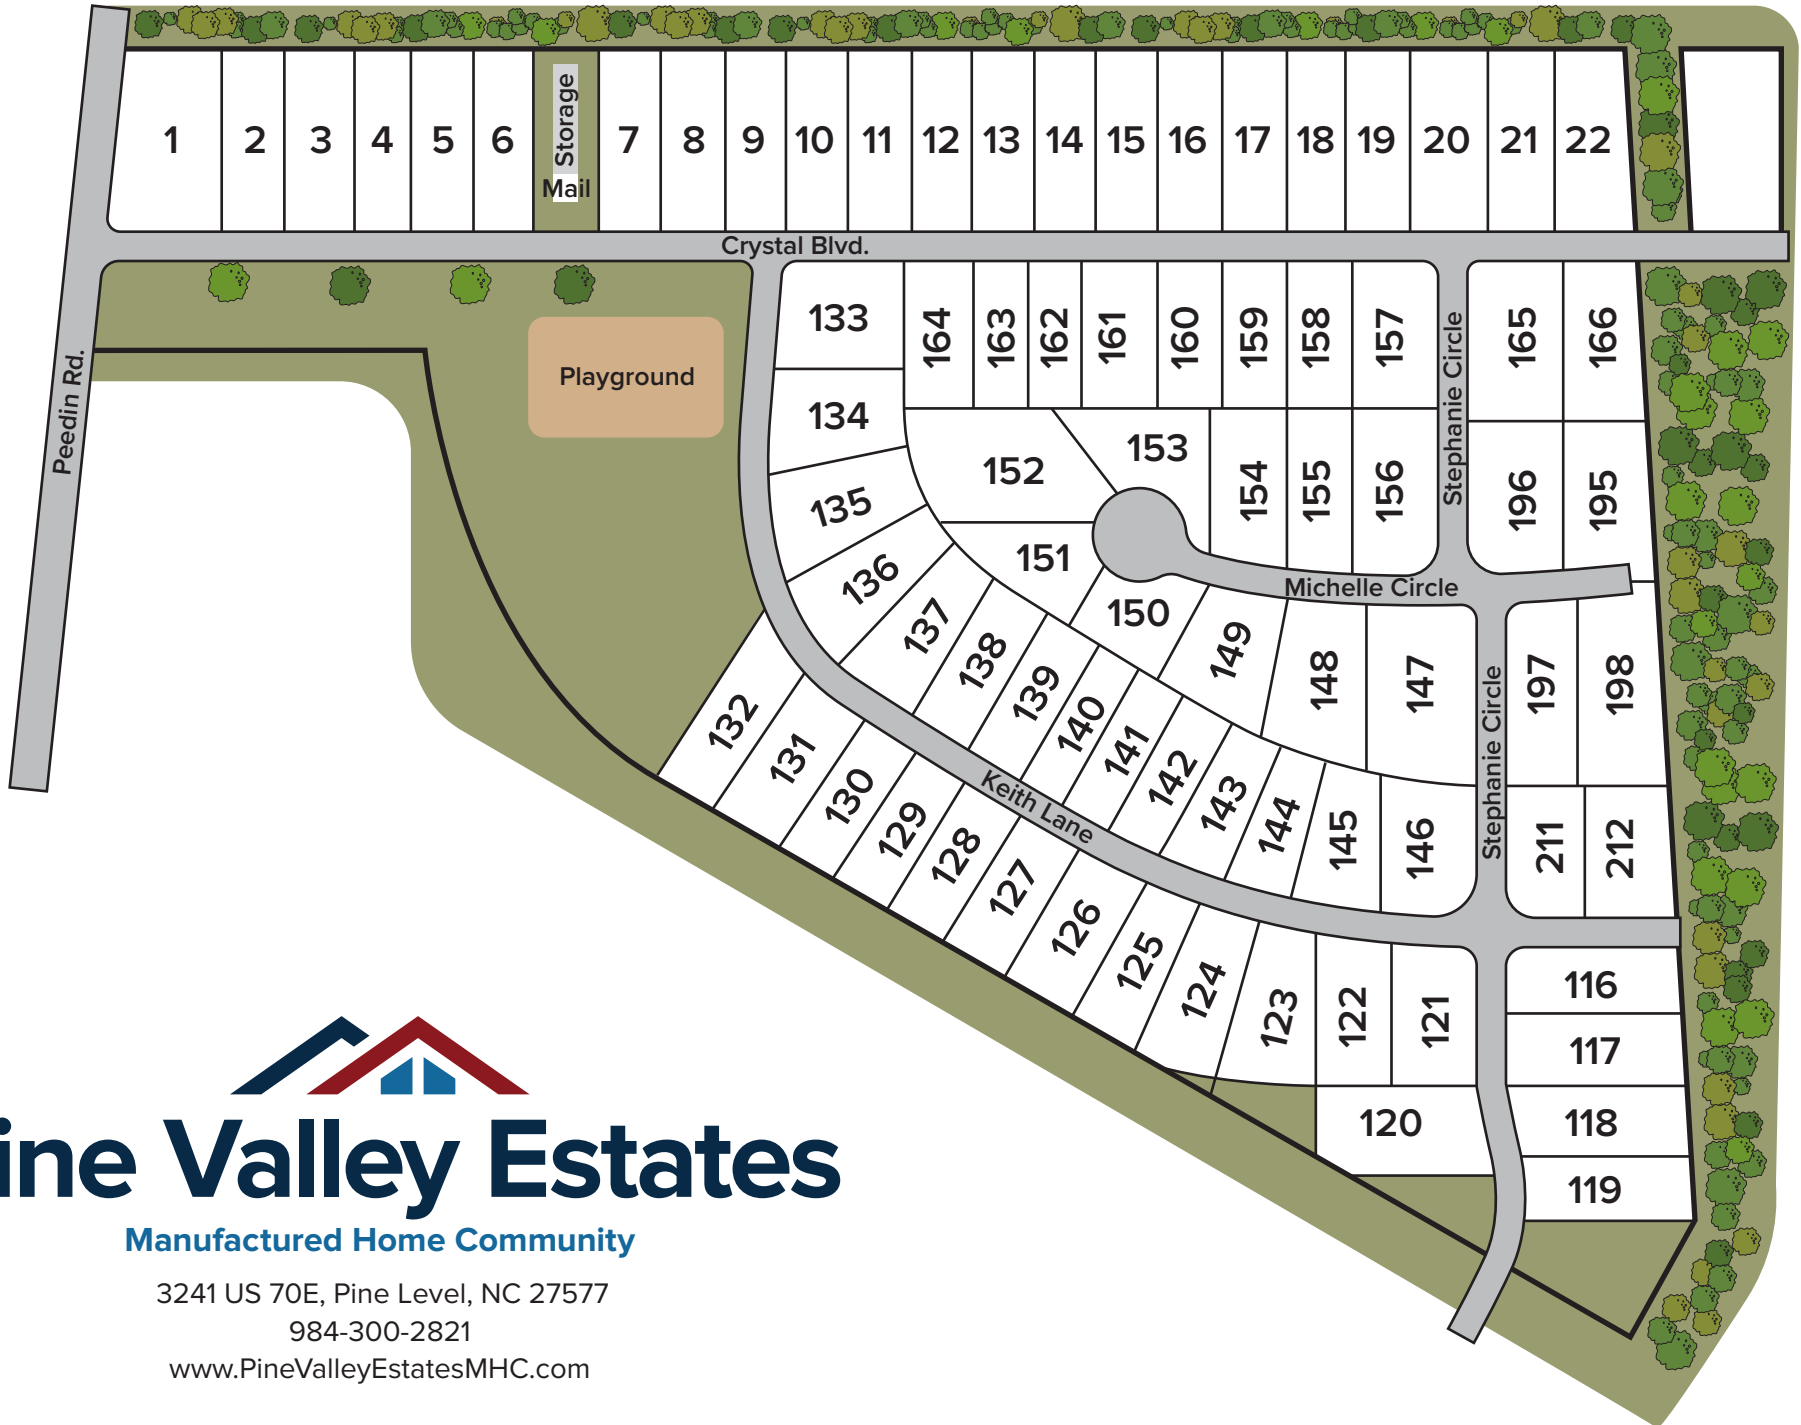 1 2 3 4 5 6 Storage 7 8 9 10 11 12 13 14 15 16 17 18 19 20 21 22
Mail
Crystal Blvd.
Peedin Rd.
Playground
133 164 163 162 161 160 159 158 157 Stephanie Circle 165 166
134
135
152 153 154 155 156 Stephanie Circle 196 195
151
136
Michelle Circle
150
137 138 139 140 141 142 143 144 145 146
149 148 147 Stephanie Circle 197 198
211 212
132 131 130 129 128 127 126 125 124 123 122 121
Keith Lane
116
117
118
119
120
ine Valley Estates
Manufactured Home Community
3241 US 70E, Pine Level, NC 27577
984-300-2821
www.PineValleyEstatesMHC.com